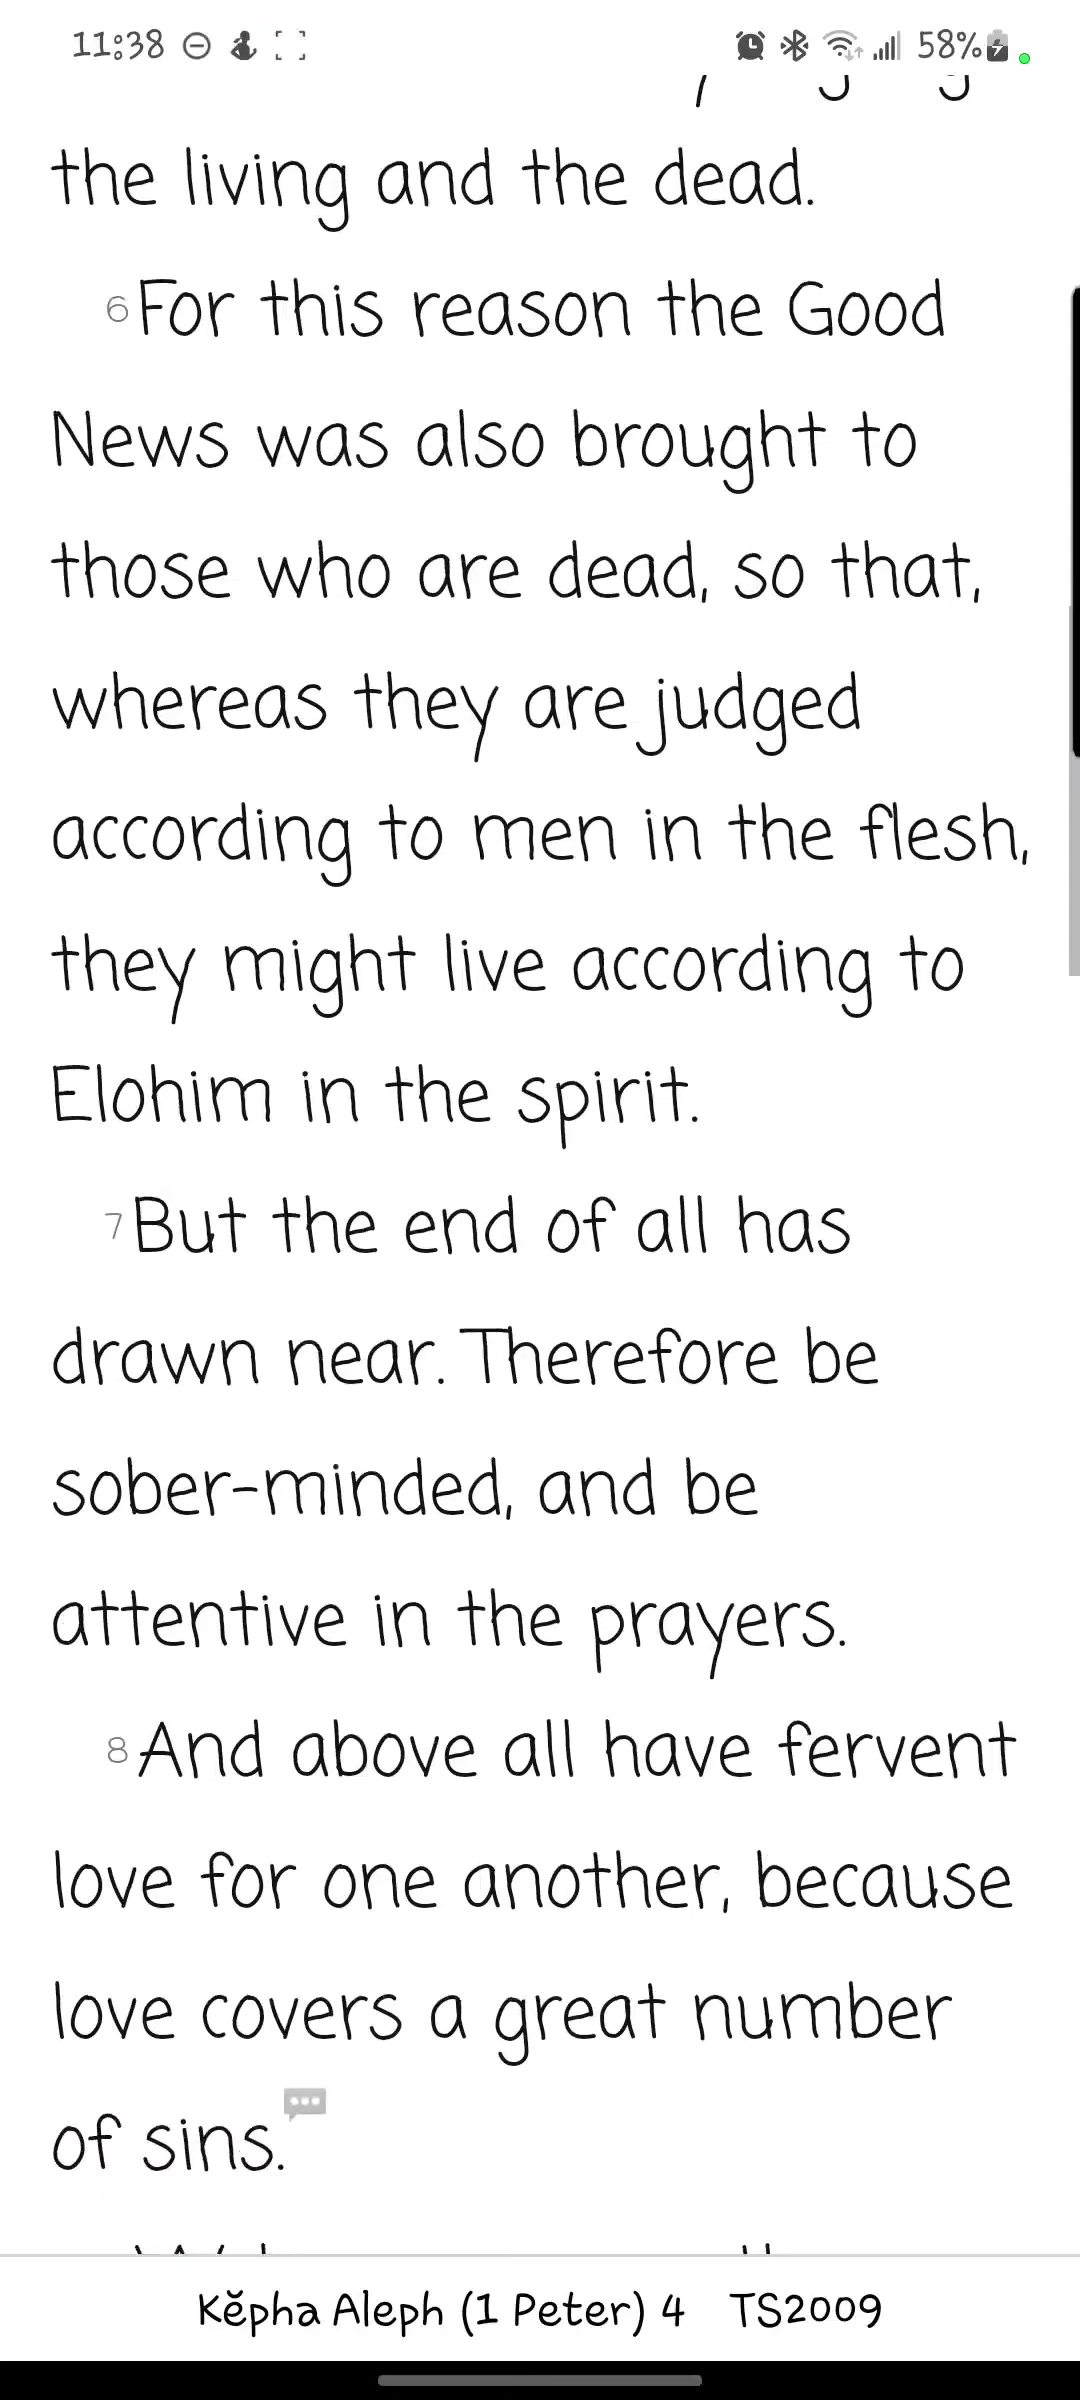 11:38
58%
the living and the dead.
6 For this reason the Good
News was also brought to
those who are dead, so that,
whereas they are judged
according to men in the flesh,
they might live according to
Elohim in the spirit.
7 But the end of all has
drawn near. Therefore be
sober-minded, and be
attentive in the prayers.
8 And above all have fervent
love for one another, because
love covers a great number
of sins.
Kĕpha Aleph (1 Peter) 4 TS2009